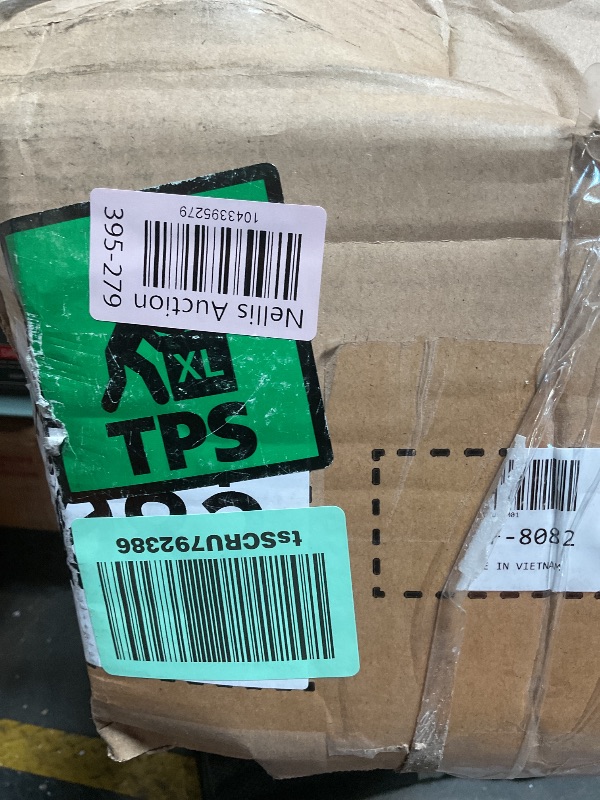 1043395279
395-279
Nellis Auction
XL
TPS
tsSCRU792386
-8082
IN VIETNAM